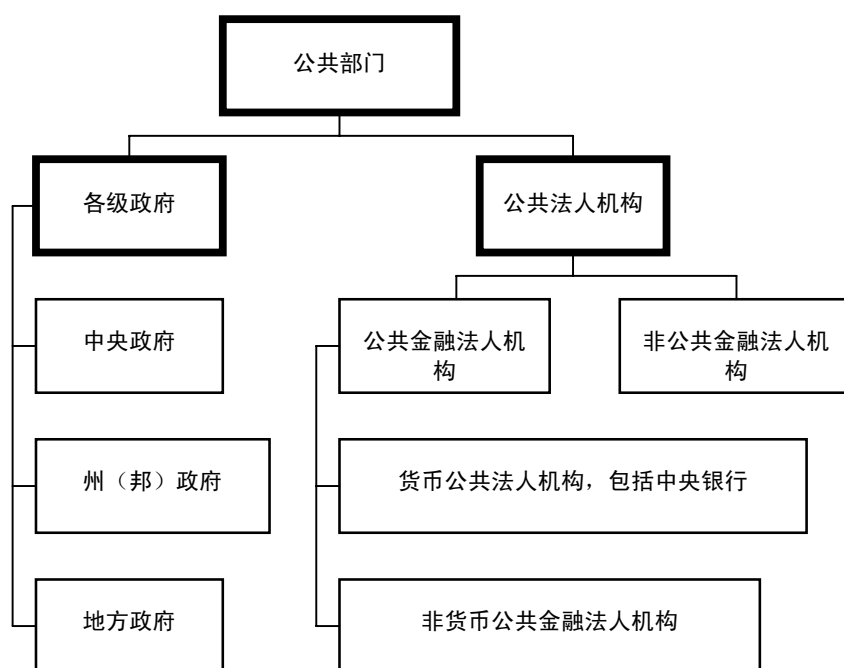 公共部门
各级政府
公共法人机构
中央政府
公共金融法人机
构
非公共金融法人机
构
州（邦）政府
货币公共法人机构，包括中央银行
地方政府
非货币公共金融法人机构